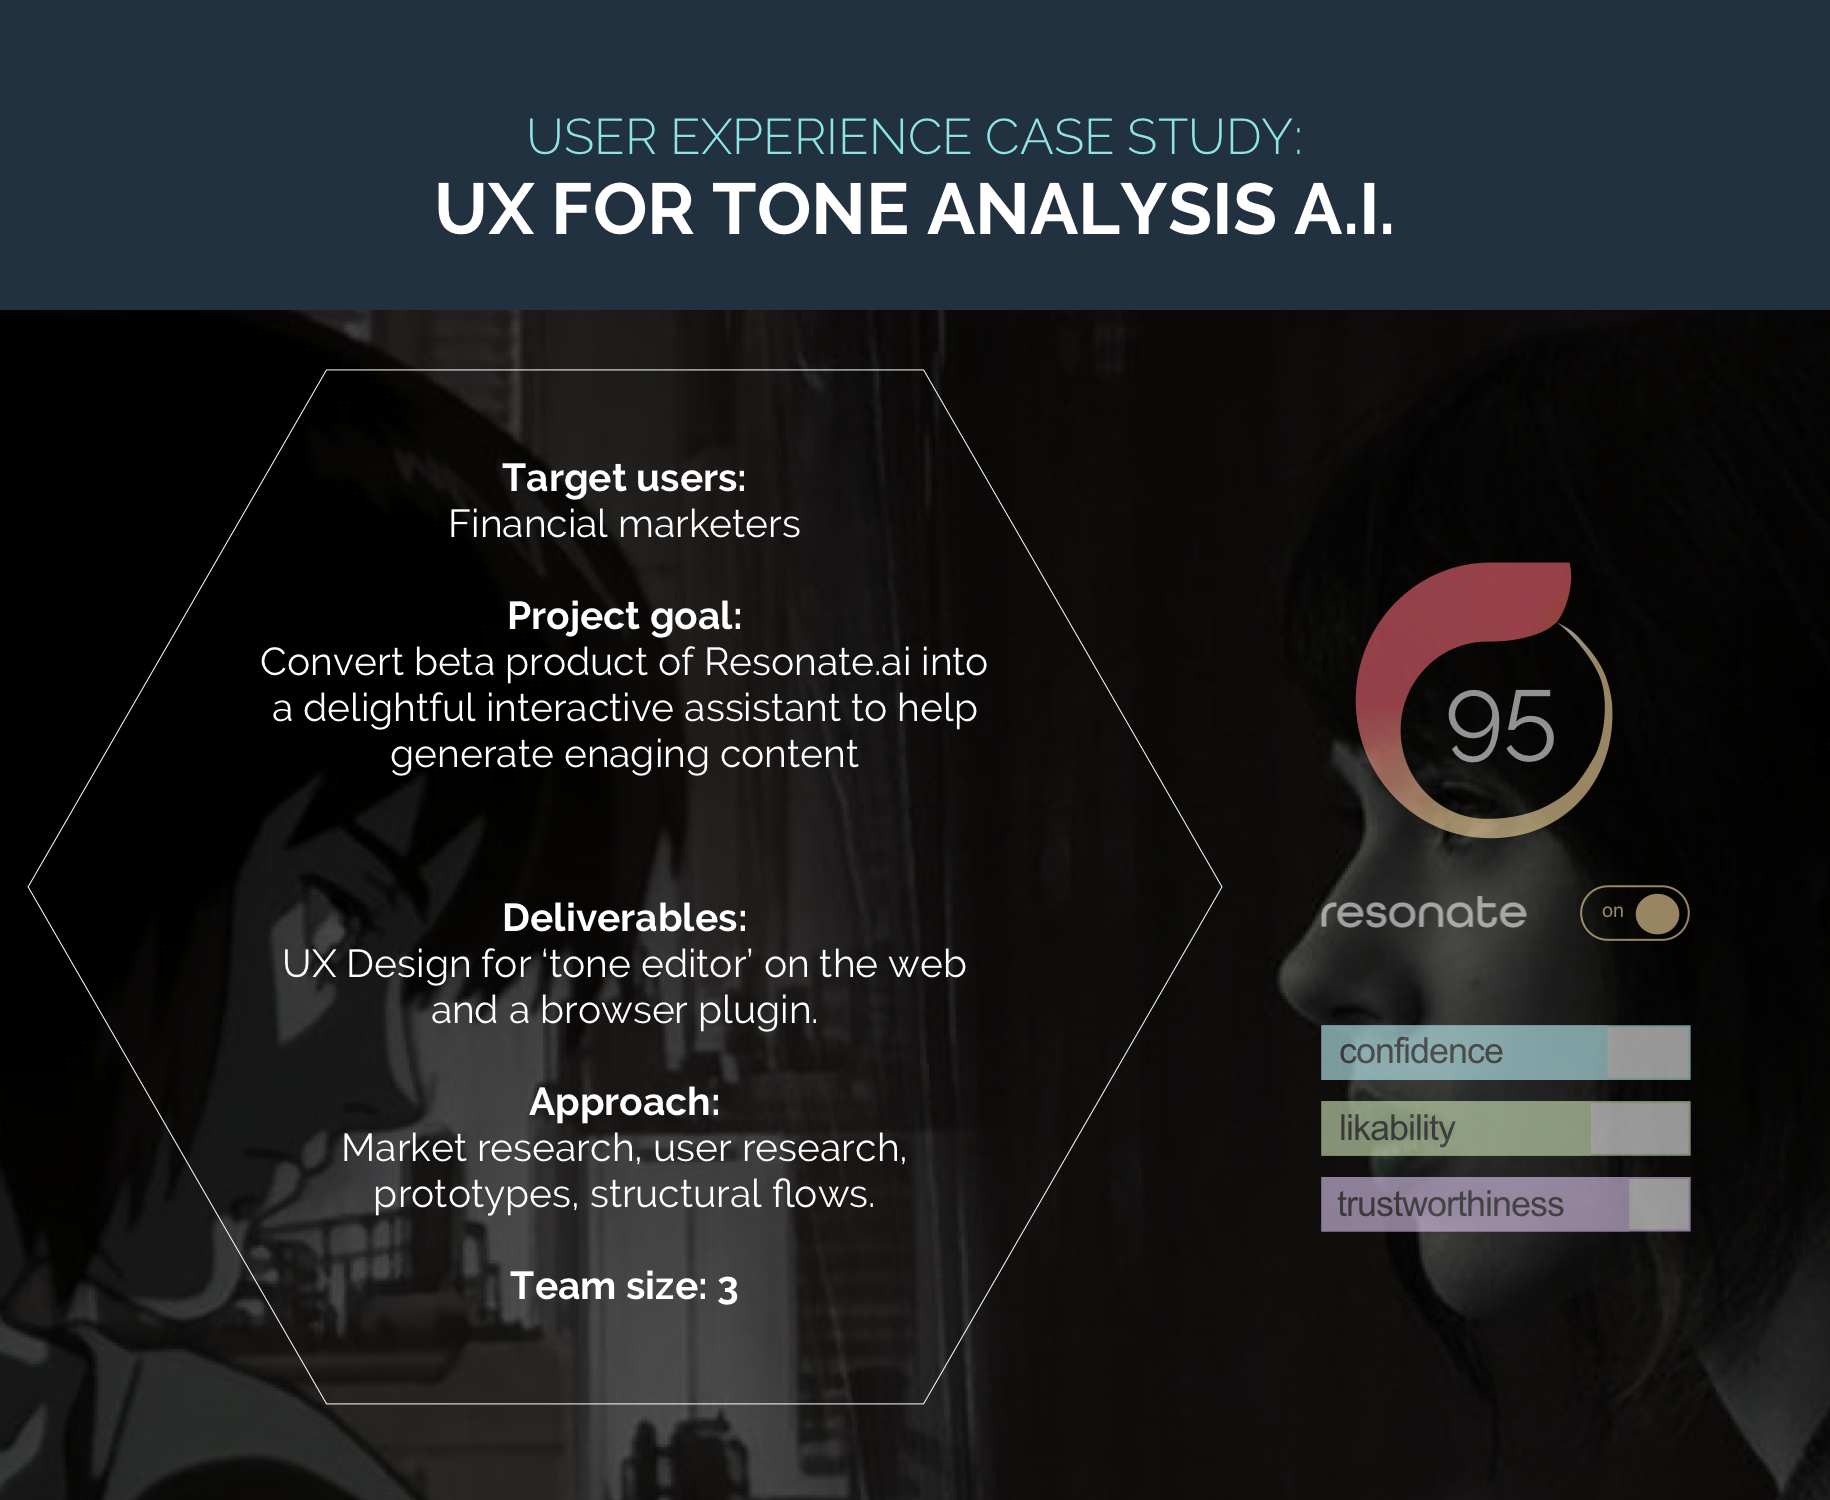 USER EXPERIENCE CASE STUDY:
UX FOR TONE ANALYSIS A.I.
Target users:
Financial marketers
Project goal:
Convert beta product of Resonate.ai into
a delightful interactive assistant to help
generate enaging content
Deliverables:
UX Design for ‘tone editor’ on the web
and a browser plugin.
Approach:
Market research, user research,
prototypes, structural flows.
Team size: 3
95
resonate
on
confidence
likability
trustworthiness